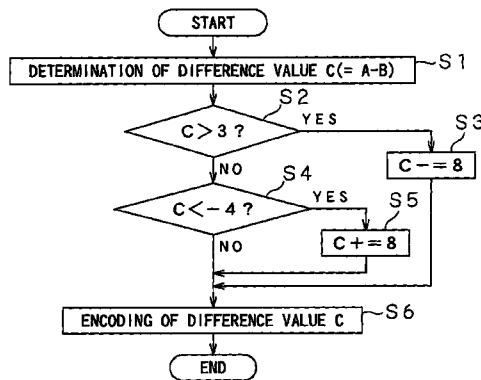 START
DETERMINATION OF DIFFERENCE VALUE C(= A-B)
S1
S2
C>3?
YES
S3
C-=8
NO
S4
C<-4?
YES
S5
C+=8
NO
ENCODING OF DIFFERENCE VALUE C
S6
END